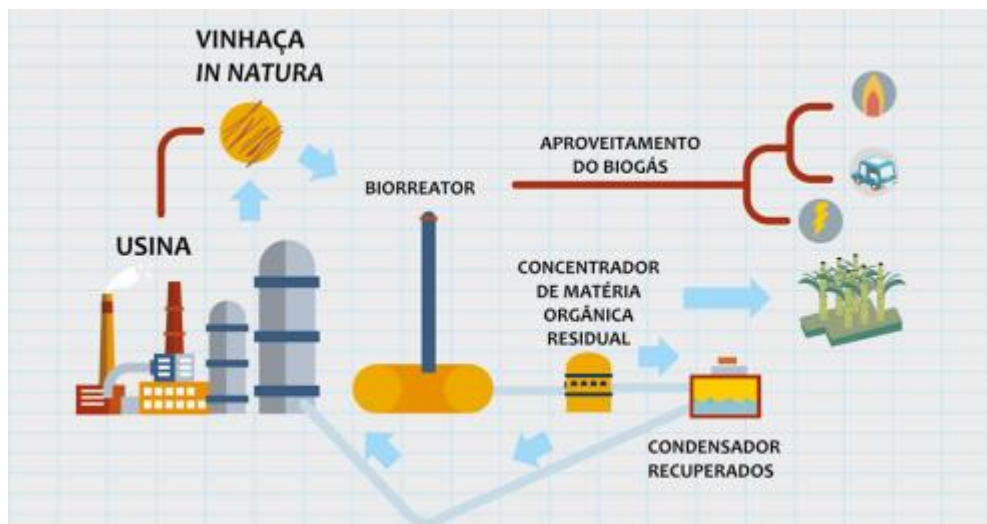 VINHAÇA
IN NATURA
APROVEITAMENTO
DO BIOGÁS
BIORREATOR
USINA
CONCENTRADOR
DE MATÉRIA
ORGÂNICA
RESIDUAL
CONDENSADOR
RECUPERADOS